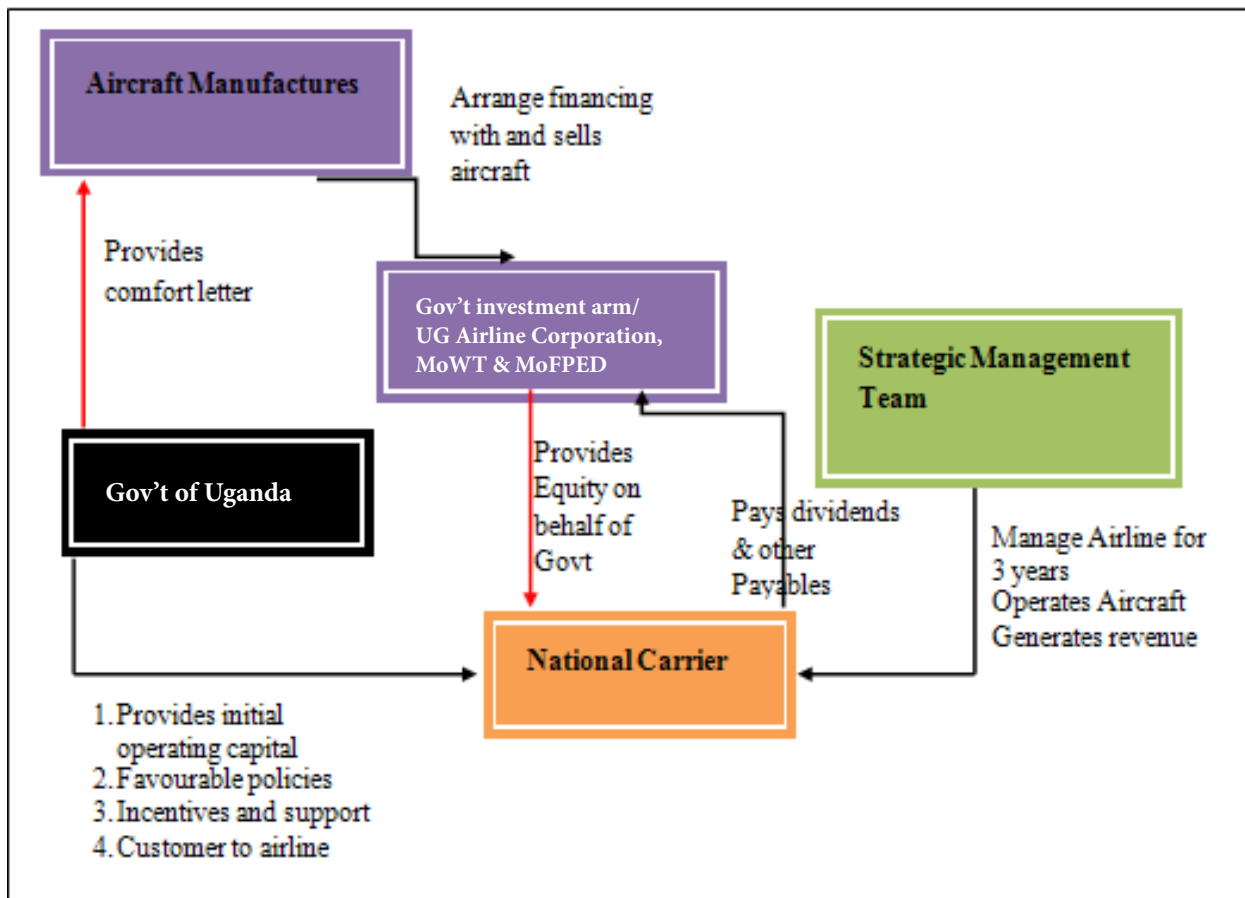 Aircraft Manufactures
Arrange financing
with and sells
aircraft
Provides
comfort letter
Gov’t investment arm/
UG Airline Corporation,
MoWT & MoFPED
Strategic Management
Team
Gov’t of Uganda
Provides
Equity on
behalf of
Govt
Pays dividends
& other
Payables
Manage Airline for
3 years
Operates Aircraft
Generates revenue
National Carrier
1. Provides initial
operating capital
2. Favourable policies
3. Incentives and support
4. Customer to airline